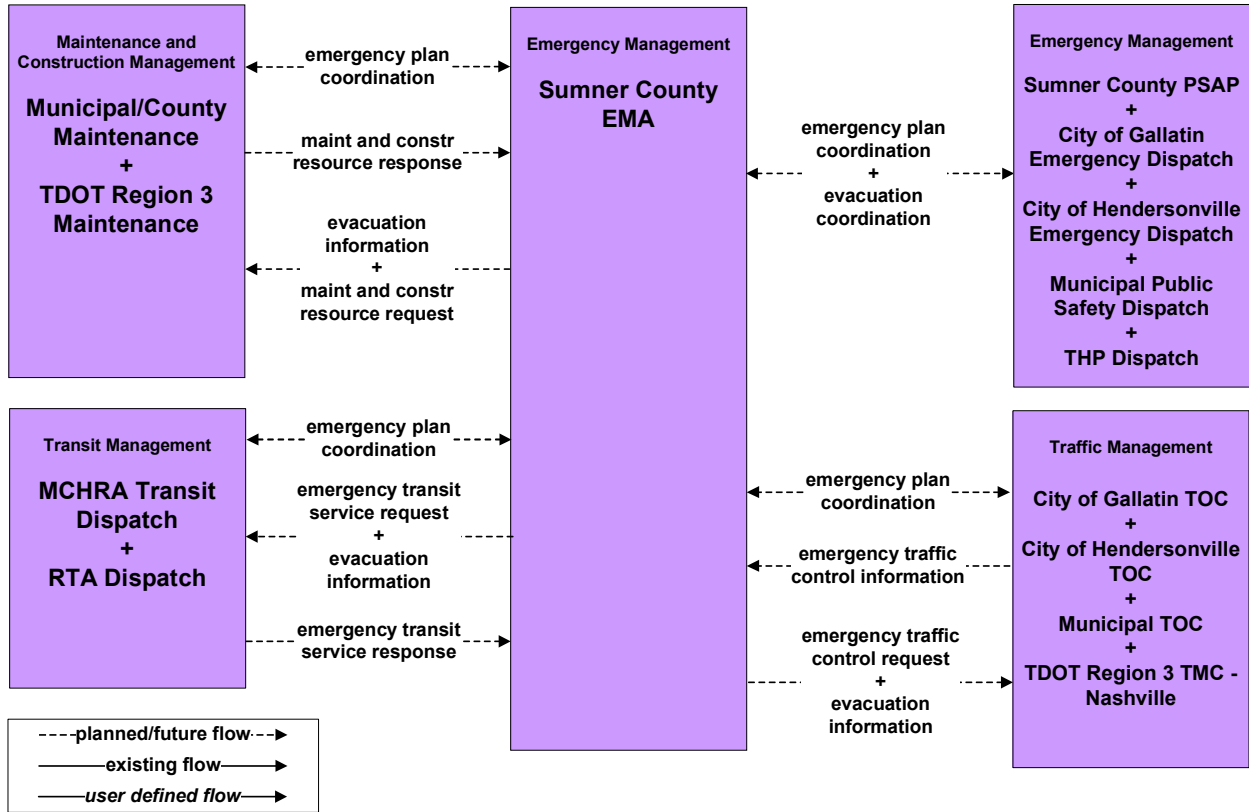 Maintenance and
Construction Management
Municipal/County
Maintenance
+
TDOT Region 3
Maintenance
emergency plan
coordination
maint and constr
resource response
evacuation
information
+
maint and constr
resource request
Emergency Management
Sumner County
EMA
emergency plan
coordination
+
evacuation
coordination
Emergency Management
Sumner County PSAP
+
City of Gallatin
Emergency Dispatch
+
City of Hendersonville
Emergency Dispatch
+
Municipal Public
Safety Dispatch
+
THP Dispatch
Transit Management
MCHRA Transit
Dispatch
+
RTA Dispatch
emergency plan
coordination
emergency transit
service request
+
evacuation
information
emergency transit
service response
emergency plan
coordination
emergency traffic
control information
emergency traffic
control request
+
evacuation
information
Traffic Management
City of Gallatin TOC
+
City of Hendersonville
TOC
+
Municipal TOC
+
TDOT Region 3 TMC -
Nashville
planned/future flow
existing flow
user defined flow